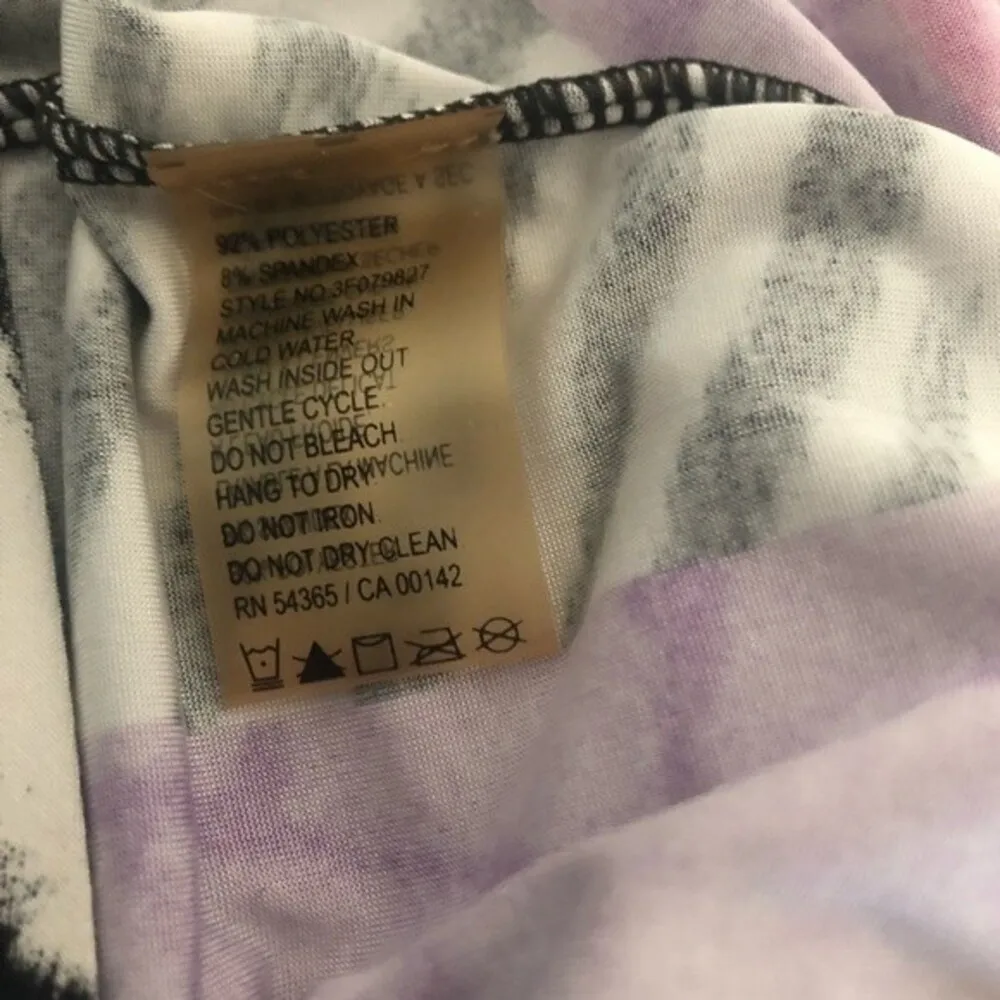 92% POLYESTER
8% SPANDEX
STYLE NO.3F079827
MACHINE WASH IN
COLD WATER
WASH INSIDE OUT
GENTLE CYCLE.
DO NOT BLEACH
HANG TO DRY
DO NOT IRON
DO NOT DRY CLEAN
RN 54365 / CA 00142